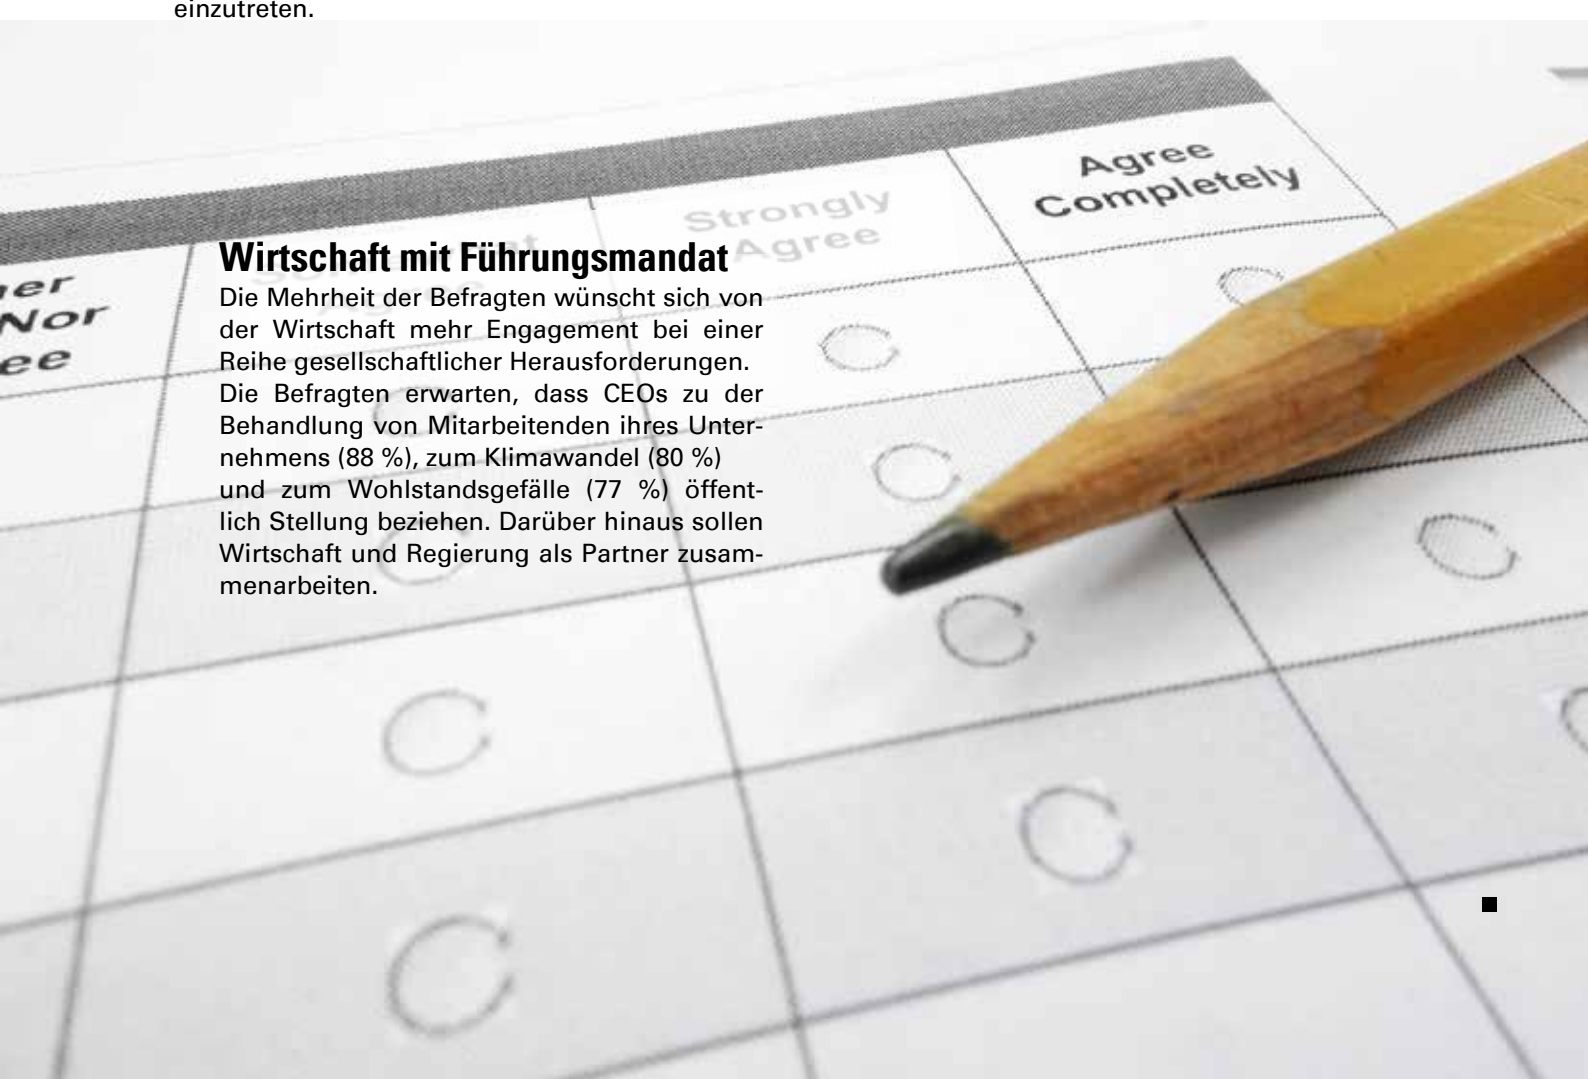 einzutreten.
Agree
Completely
Strongly
Agree
Nor
Wirtschaft mit Führungsmandat
Die Mehrheit der Befragten wünscht sich von
der Wirtschaft mehr Engagement bei einer
Reihe gesellschaftlicher Herausforderungen.
Die Befragten erwarten, dass CEOs zu der
Behandlung von Mitarbeitenden ihres Unter-
nehmens (88 %), zum Klimawandel (80 %)
und zum Wohlstandsgefälle (77 %) öffent-
lich Stellung beziehen. Darüber hinaus sollen
Wirtschaft und Regierung als Partner zusam-
menarbeiten.